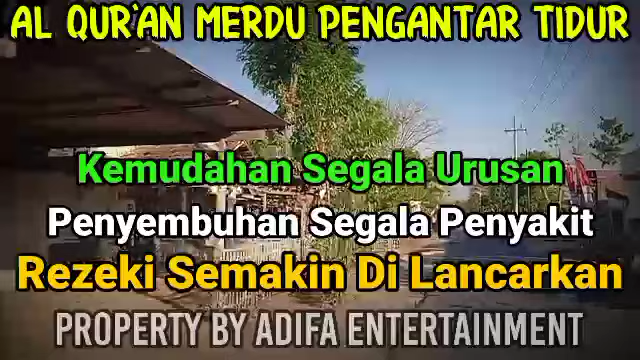 AL QUR'AN MERDU PENGANTAR TIDUR
Kemudahan Segala Urusan
Penyembuhan Segala Penyakit
Rezeki Semakin Di Lancarkan
PROPERTY BY ADIFA ENTERTAINMENT